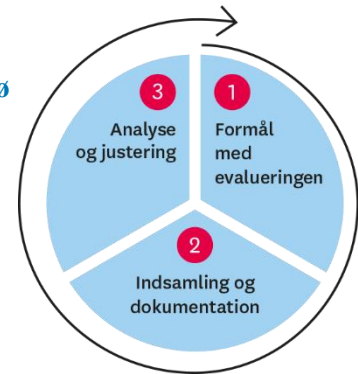 ø
1
Formål
med
evalueringen
2
Indsamling og
dokumentation
3
Analyse
og justering